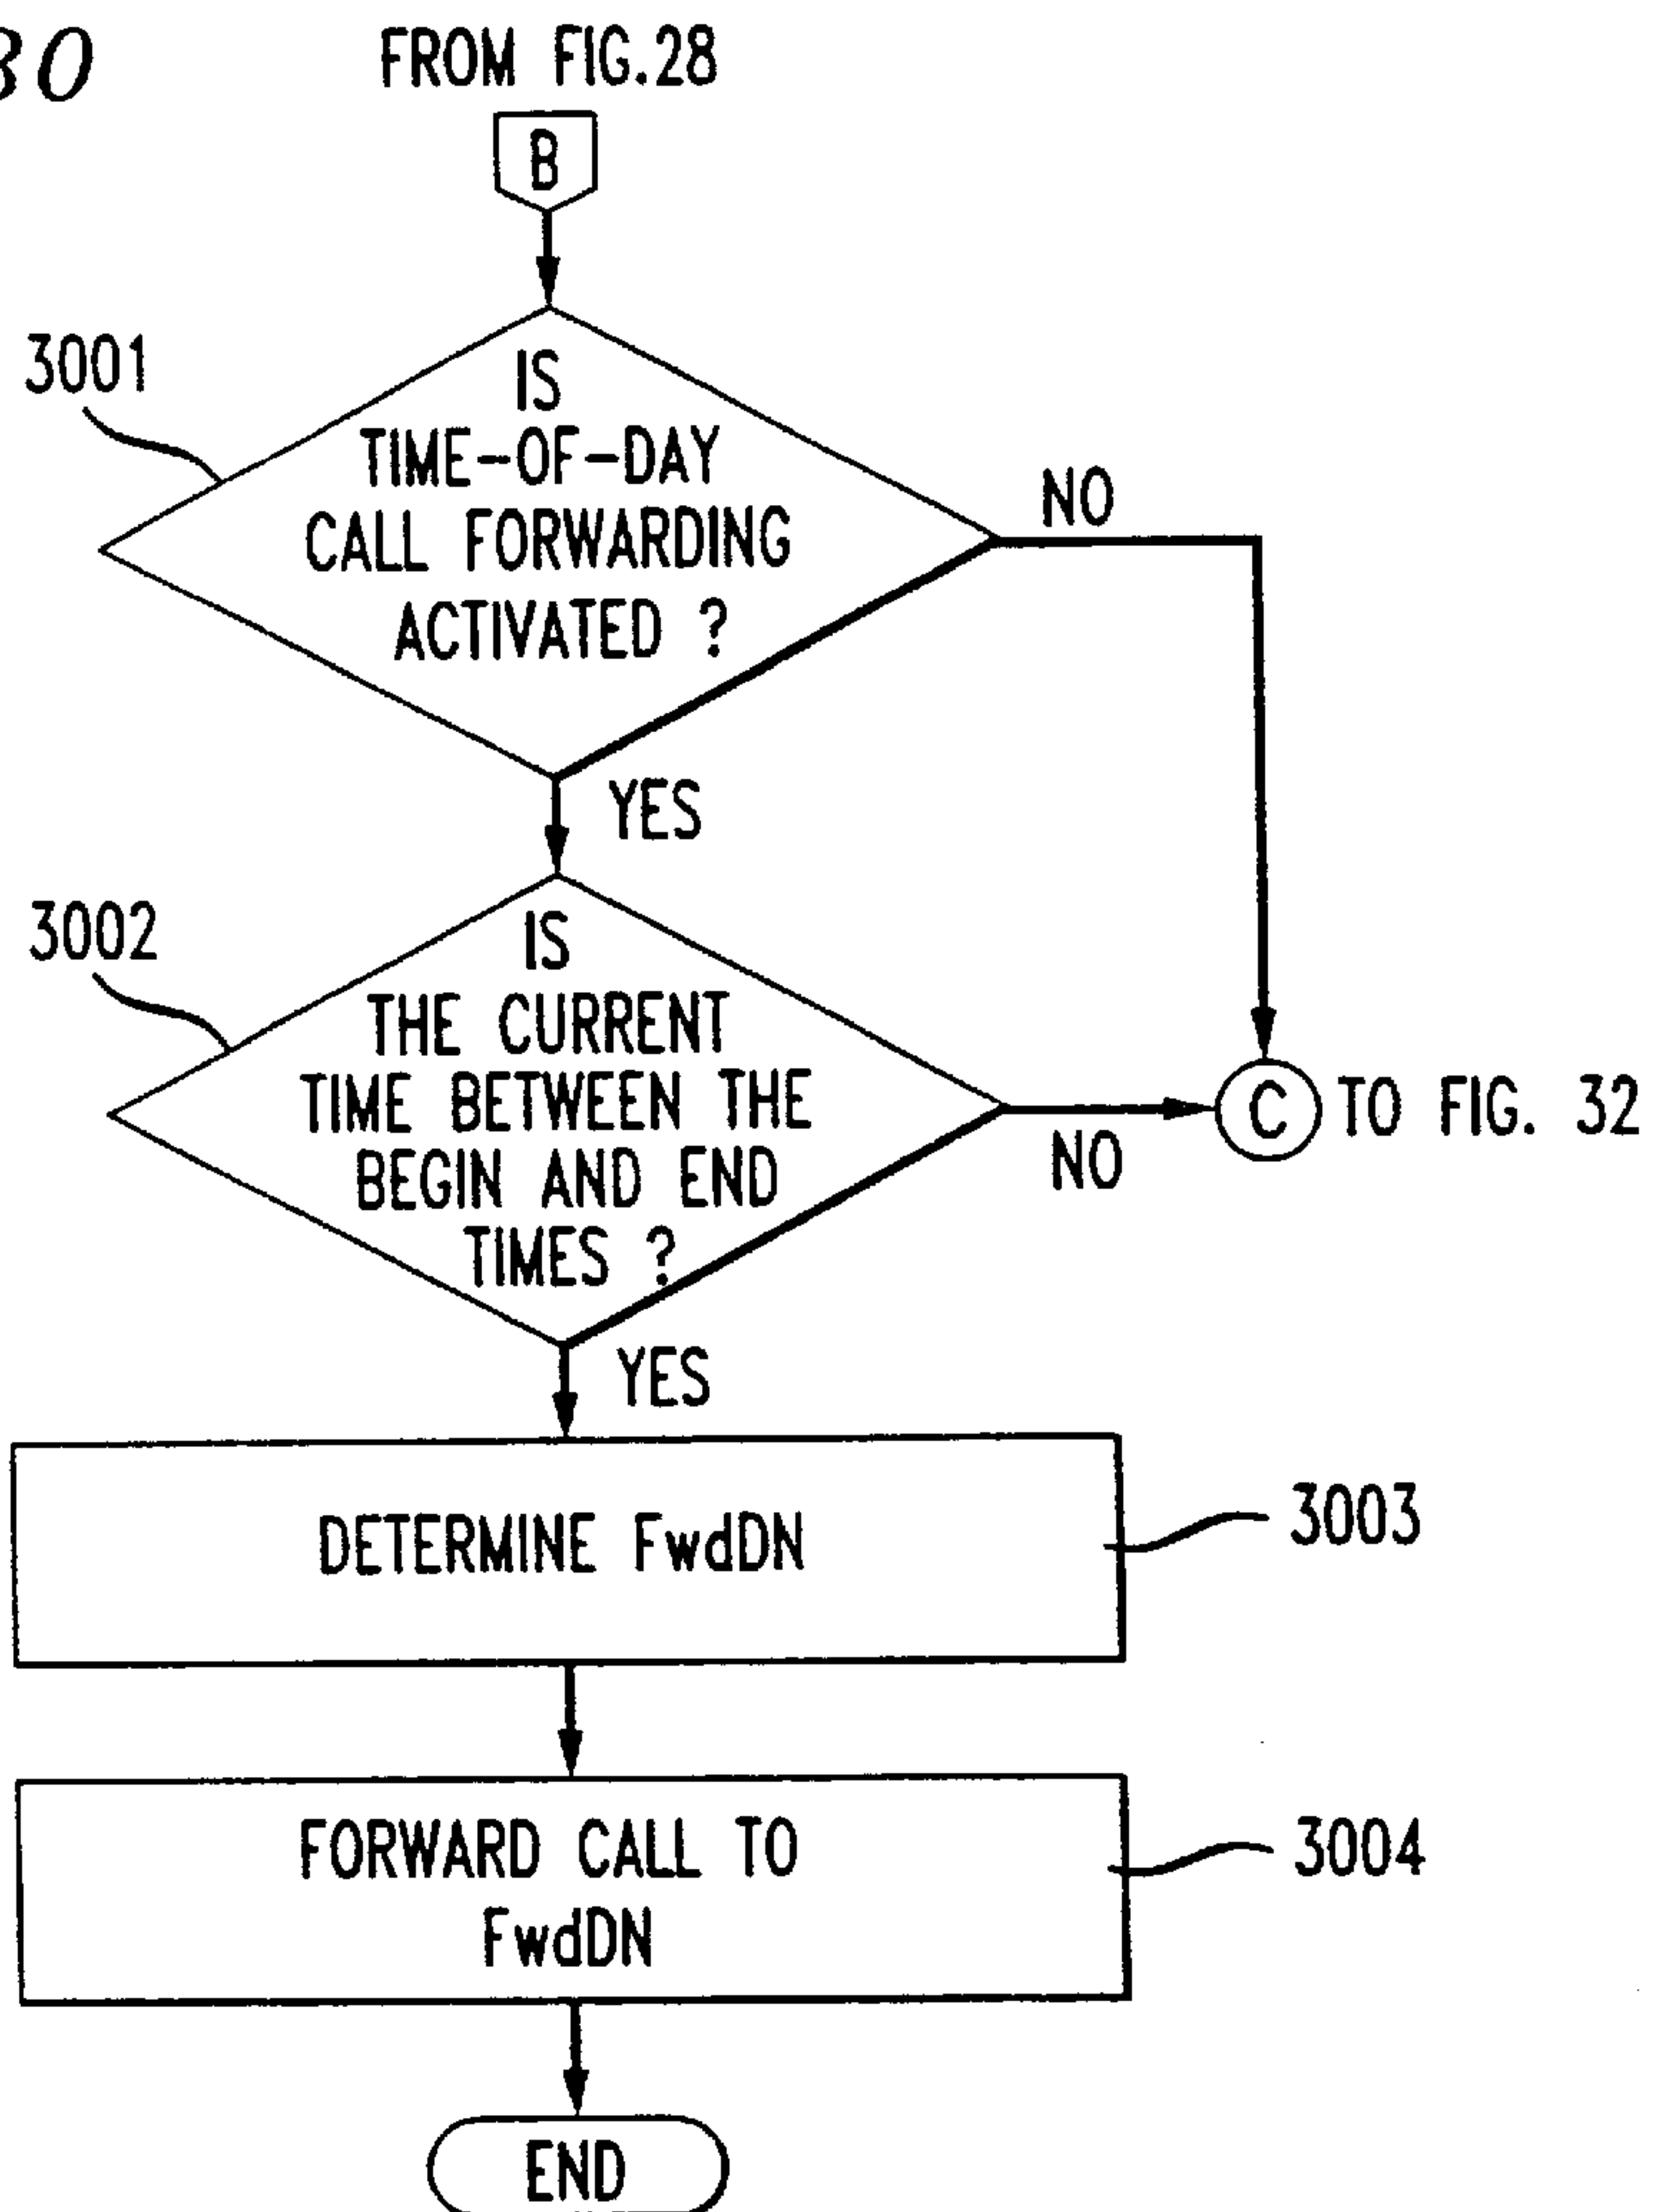 30
FROM FIG.28
B
3001
IS
TIME-OF-DAY
CALL FORWARDING
ACTIVATED ?
NO
YES
3002
IS
THE CURRENT
TIME BETWEEN THE
BEGIN AND END
TIMES ?
NO
C TO FIG. 32
YES
DETERMINE FwdDN
3003
FORWARD CALL TO
FwdDN
3004
END